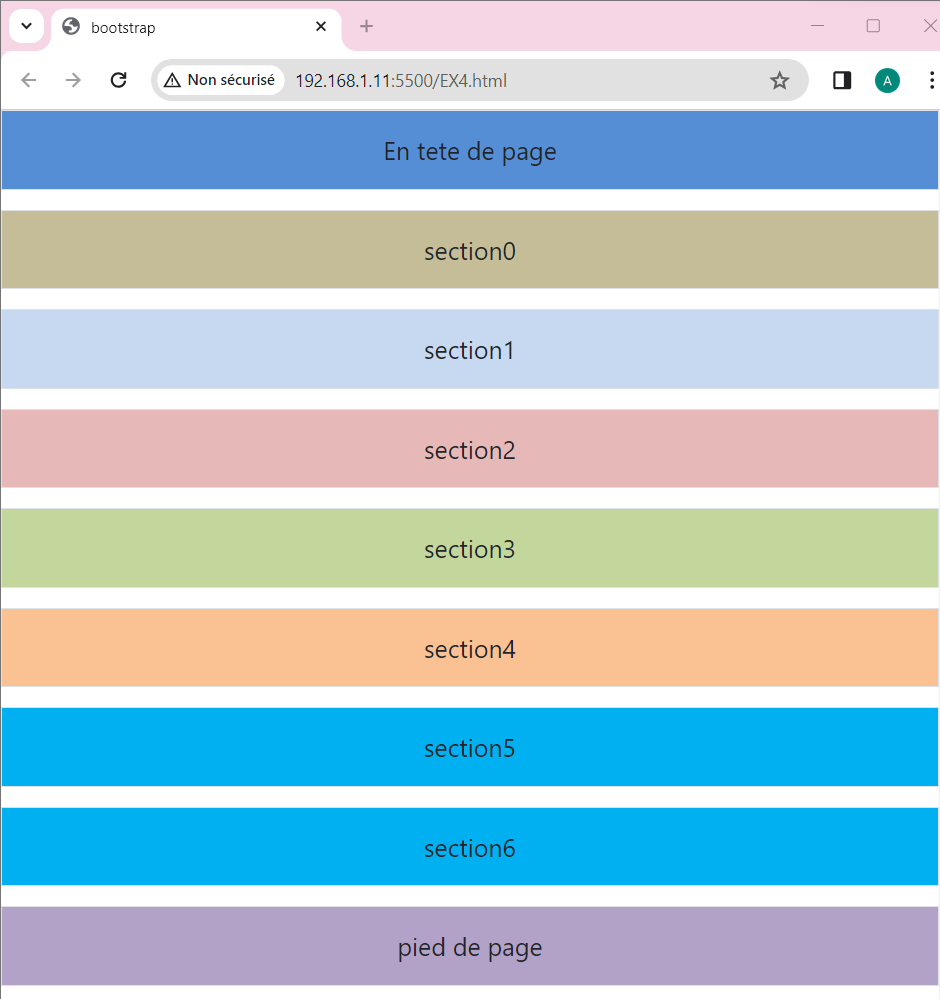 bootstrap
Non sécurisé 192.168.1.11:5500/EX4.html A
En tete de page
section0
section1
section2
section3
section4
section5
section6
pied de page